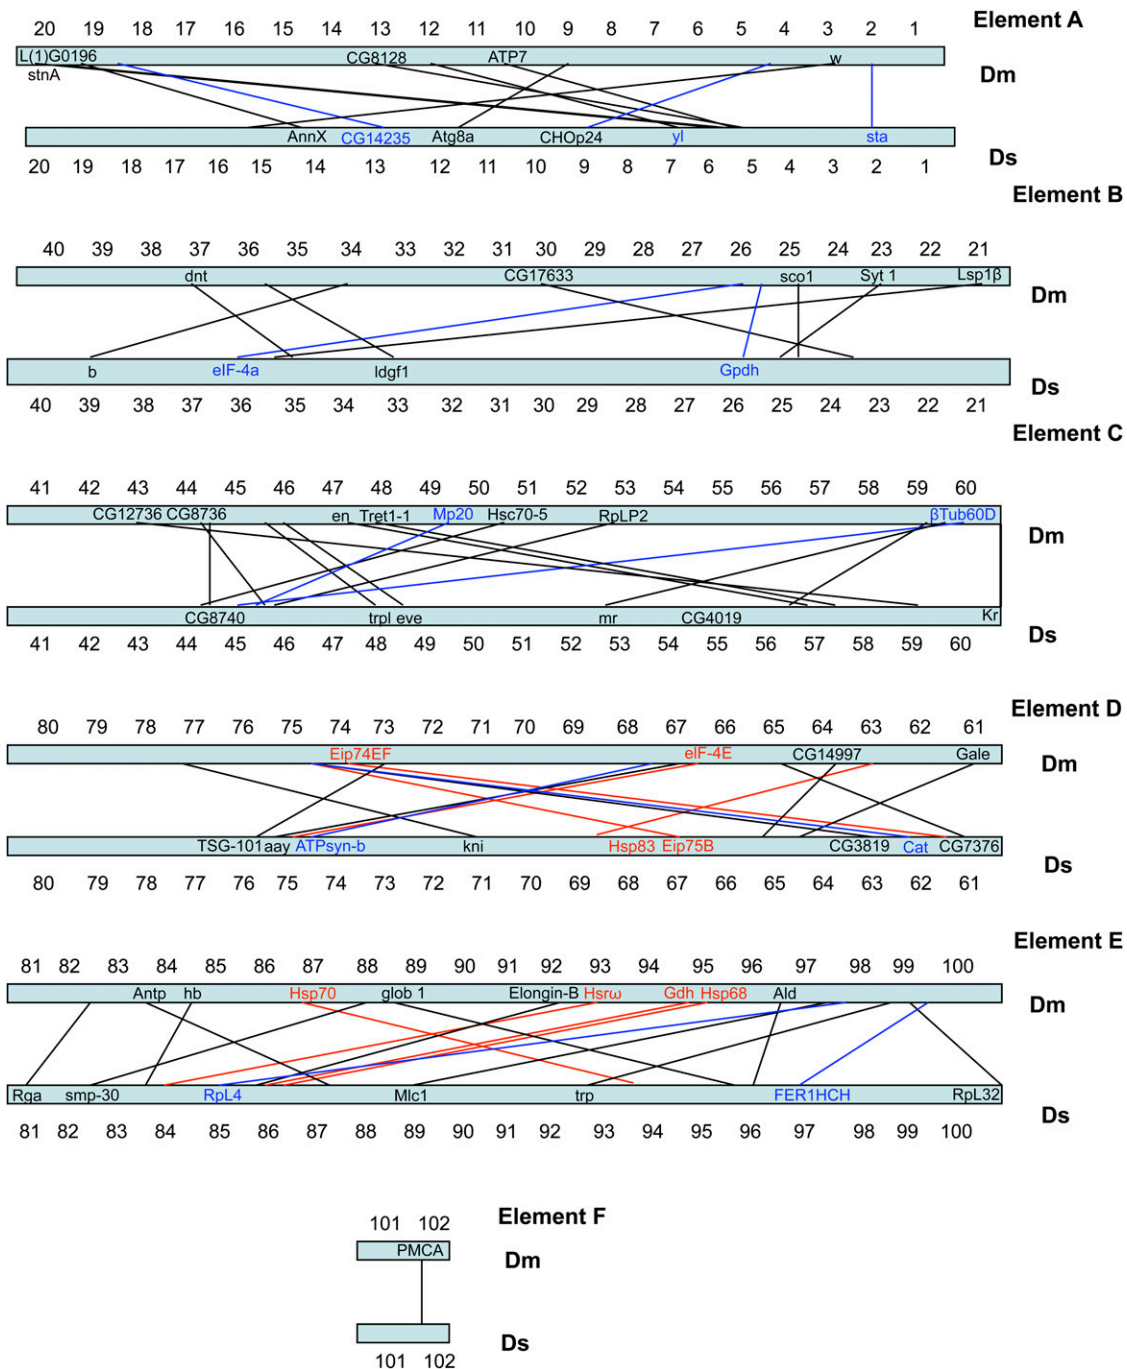 Element A
20 19 18 17 16 15 14 13 12 11 10 9 8 7 6 5 4 3 2 1
L(1)G0196 CG8128 ATP7 w
stnA
Dm
AnnX CG14235 Atg8a CHOp24 yl sta
Ds
20 19 18 17 16 15 14 13 12 11 10 9 8 7 6 5 4 3 2 1
Element B
40 39 38 37 36 35 34 33 32 31 30 29 28 27 26 25 24 23 22 21
dnt CG17633 sco1 Syt 1 Lsp1β
Dm
b eIF-4a Idgf1 Gpdh
Ds
40 39 38 37 36 35 34 33 32 31 30 29 28 27 26 25 24 23 22 21
Element C
41 42 43 44 45 46 47 48 49 50 51 52 53 54 55 56 57 58 59 60
CG12736 CG8736 en Tret1-1 Mp20 Hsc70-5 RpLP2 βTub60D
Dm
CG8740 trpl eve mr CG4019 Kr
Ds
41 42 43 44 45 46 47 48 49 50 51 52 53 54 55 56 57 58 59 60
Element D
80 79 78 77 76 75 74 73 72 71 70 69 68 67 66 65 64 63 62 61
Eip74EF eIF-4E CG14997 Gale
Dm
TSG-101 aay ATPsyn-b kni Hsp83 Eip75B CG3819 Cat CG7376
Ds
80 79 78 77 76 75 74 73 72 71 70 69 68 67 66 65 64 63 62 61
Element E
81 82 83 84 85 86 87 88 89 90 91 92 93 94 95 96 97 98 99 100
Antp hb Hsp70 glob 1 Elongin-B Hsrω Gdh Hsp68 Ald
Dm
Rga smp-30 RpL4 Mlc1 trp FER1HCH RpL32
Ds
81 82 83 84 85 86 87 88 89 90 91 92 93 94 95 96 97 98 99 100
Element F
101 102
PMCA
Dm
Ds
101 102